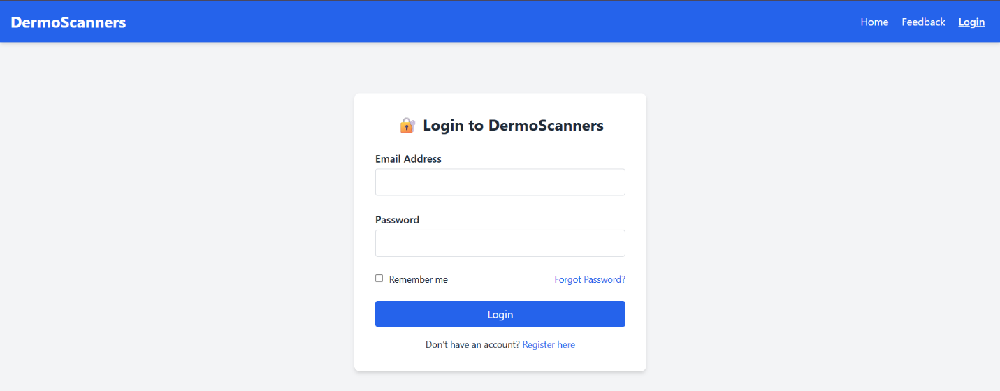 DermoScanners
Home Feedback Login
🔐 Login to DermoScanners
Email Address
Password
Remember me Forgot Password?
Login
Don't have an account? Register here